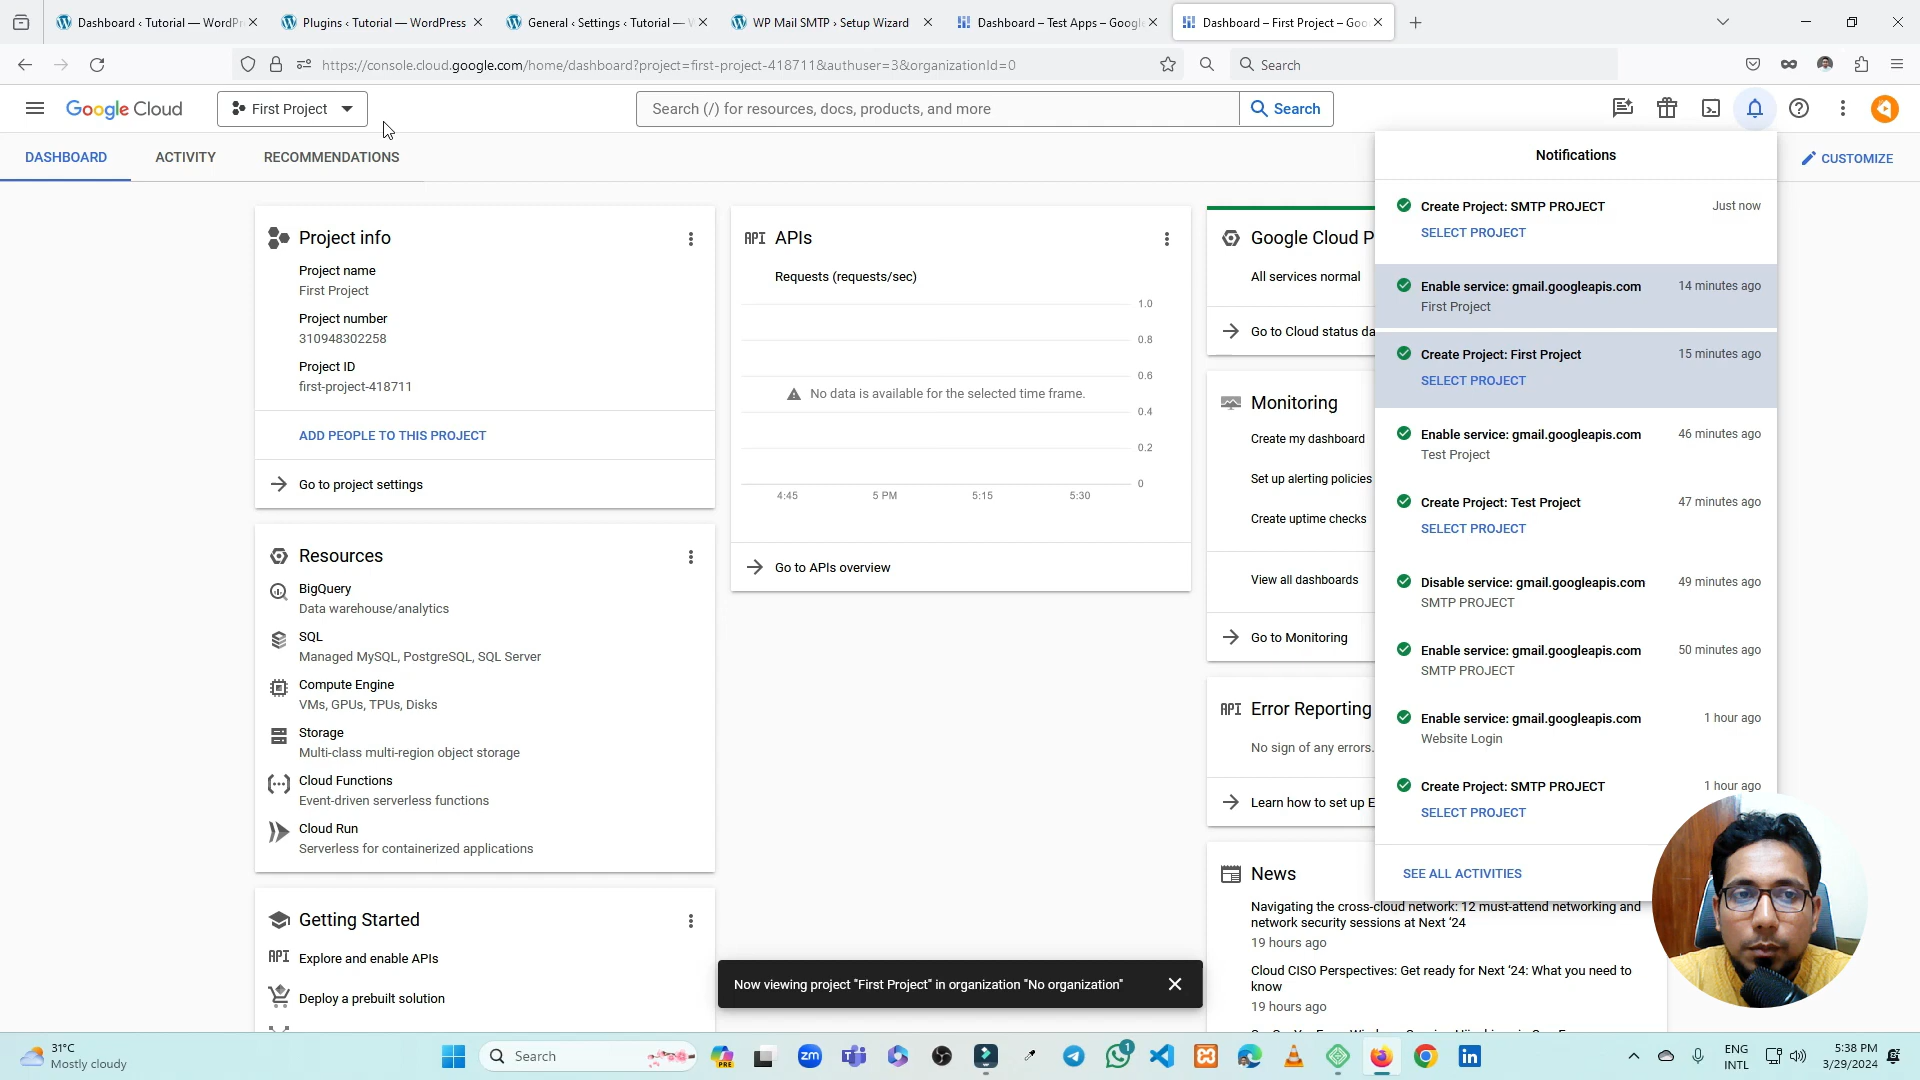 Dashboard ‹ Tutorial — WordPr
Plugins ‹ Tutorial — WordPress
General ‹ Settings ‹ Tutorial — W
WP Mail SMTP › Setup Wizard
Dashboard – Test Apps – Google
Dashboard – First Project – Goo
https://console.cloud.google.com/home/dashboard?project=first-project-418711&authuser=3&organizationId=0
Search
Google Cloud
First Project
Search (/) for resources, docs, products, and more
Search
DASHBOARD
ACTIVITY
RECOMMENDATIONS
CUSTOMIZE
Project info
Project name
First Project
Project number
310948302258
Project ID
first-project-418711
ADD PEOPLE TO THIS PROJECT
Go to project settings
Resources
BigQuery
Data warehouse/analytics
SQL
Managed MySQL, PostgreSQL, SQL Server
Compute Engine
VMs, GPUs, TPUs, Disks
Storage
Multi-class multi-region object storage
Cloud Functions
Event-driven serverless functions
Cloud Run
Serverless for containerized applications
Getting Started
API Explore and enable APIs
Deploy a prebuilt solution
API APIs
Requests (requests/sec)
1.0
0.8
0.6
No data is available for the selected time frame.
0.4
0.2
0
4:45 5 PM 5:15 5:30
Go to APIs overview
Google Cloud P
All services normal
Go to Cloud status da
Monitoring
Create my dashboard
Set up alerting policies
Create uptime checks
View all dashboards
Go to Monitoring
API Error Reporting
No sign of any errors.
Learn how to set up E
News
Navigating the cross-cloud network: 12 must-attend networking and
network security sessions at Next ‘24
19 hours ago
Cloud CISO Perspectives: Get ready for Next ‘24: What you need to
know
19 hours ago
Notifications
Create Project: SMTP PROJECT Just now
SELECT PROJECT
Enable service: gmail.googleapis.com 14 minutes ago
First Project
Create Project: First Project 15 minutes ago
SELECT PROJECT
Enable service: gmail.googleapis.com 46 minutes ago
Test Project
Create Project: Test Project 47 minutes ago
SELECT PROJECT
Disable service: gmail.googleapis.com 49 minutes ago
SMTP PROJECT
Enable service: gmail.googleapis.com 50 minutes ago
SMTP PROJECT
Enable service: gmail.googleapis.com 1 hour ago
Website Login
Create Project: SMTP PROJECT 1 hour ago
SELECT PROJECT
SEE ALL ACTIVITIES
Now viewing project "First Project" in organization "No organization"
31°C
Mostly cloudy
Search
PRE
zm
1
ENG
INTL
5:38 PM
3/29/2024